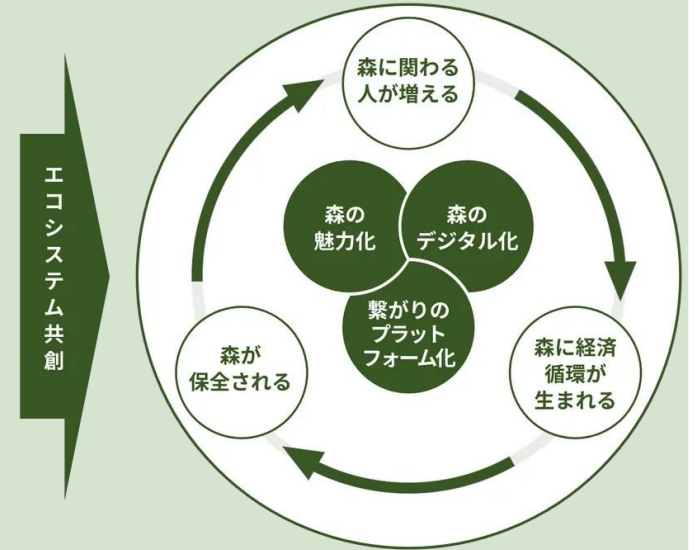 エコシステム共創
森に関わる
人が増える
森の
魅力化
森の
デジタル化
繋がりの
プラット
フォーム化
森に経済
循環が
生まれる
森が
保全される